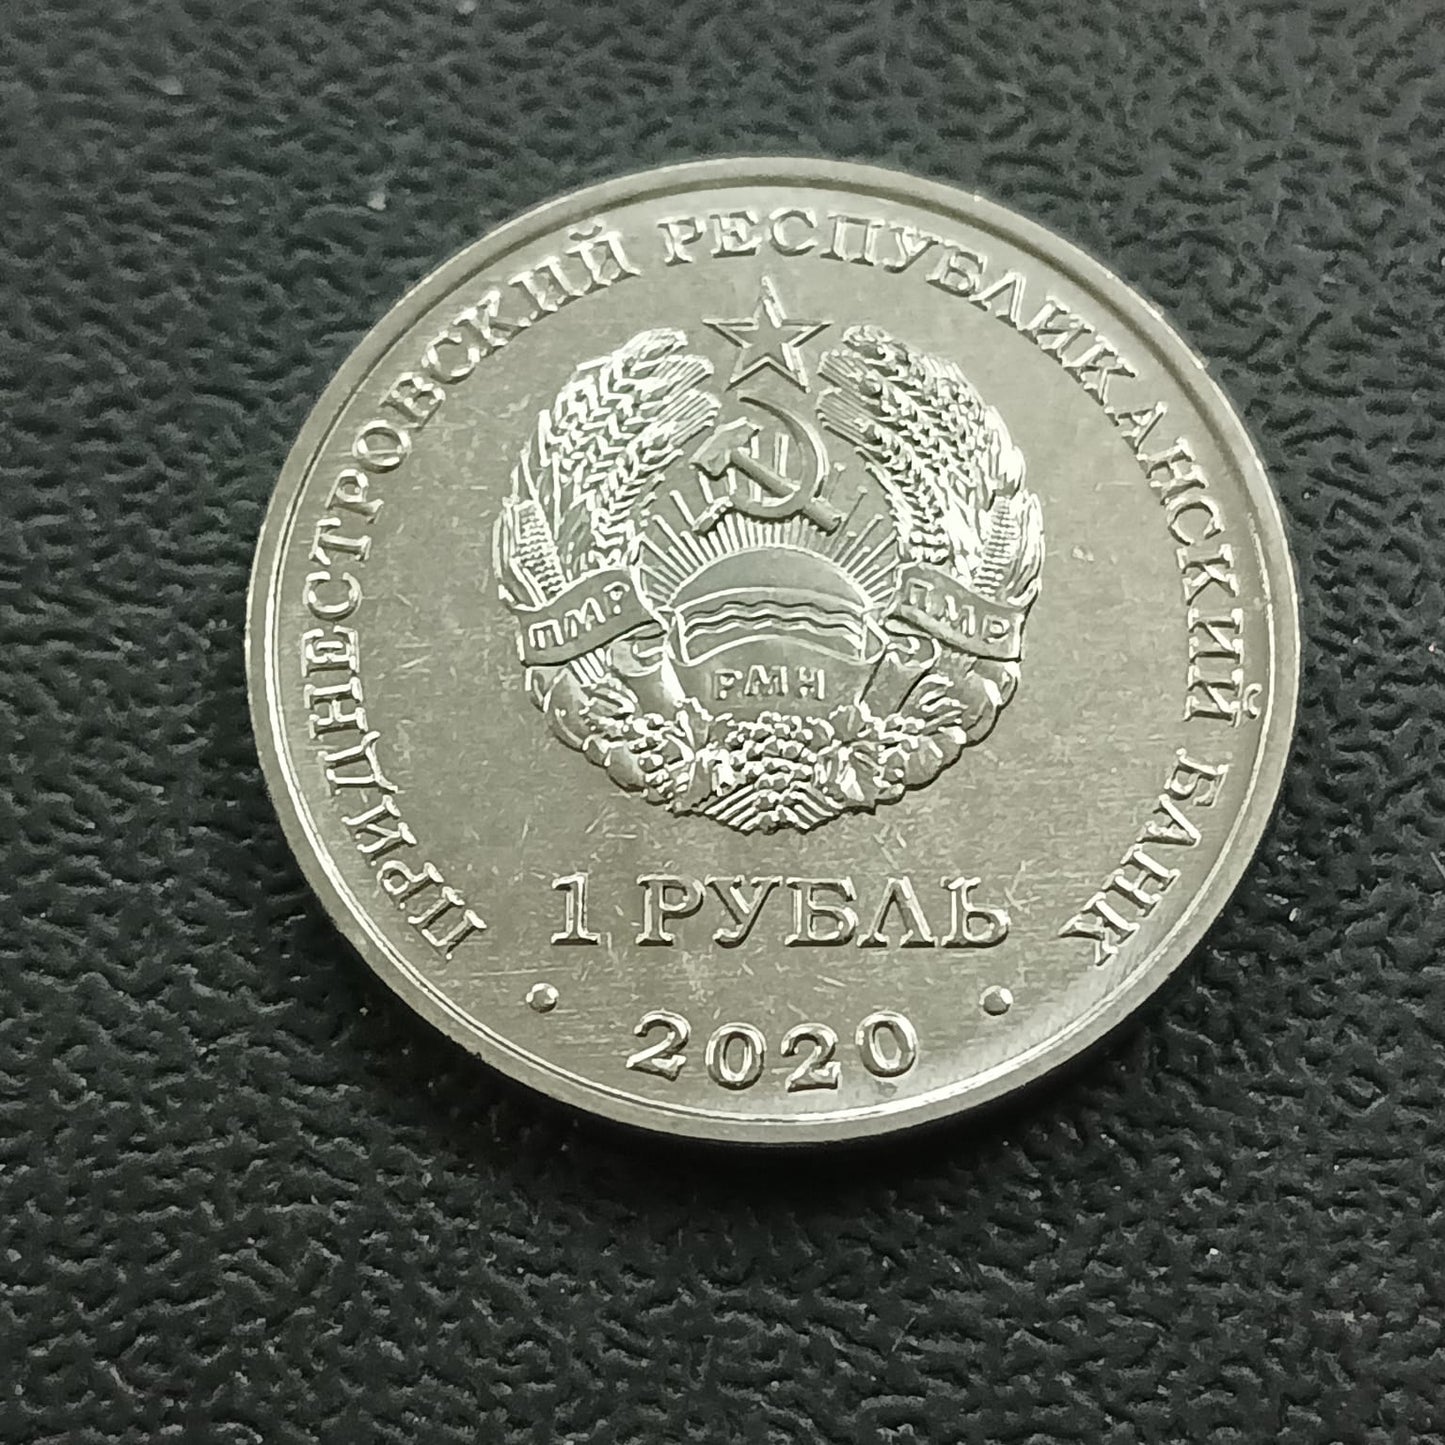 ПРИДНЕСТРОВСКИЙ РЕСПУБЛИКАНСКИЙ БАНК
ПМР
ПМР
РМН
1 РУБЛЬ
• 2020 •